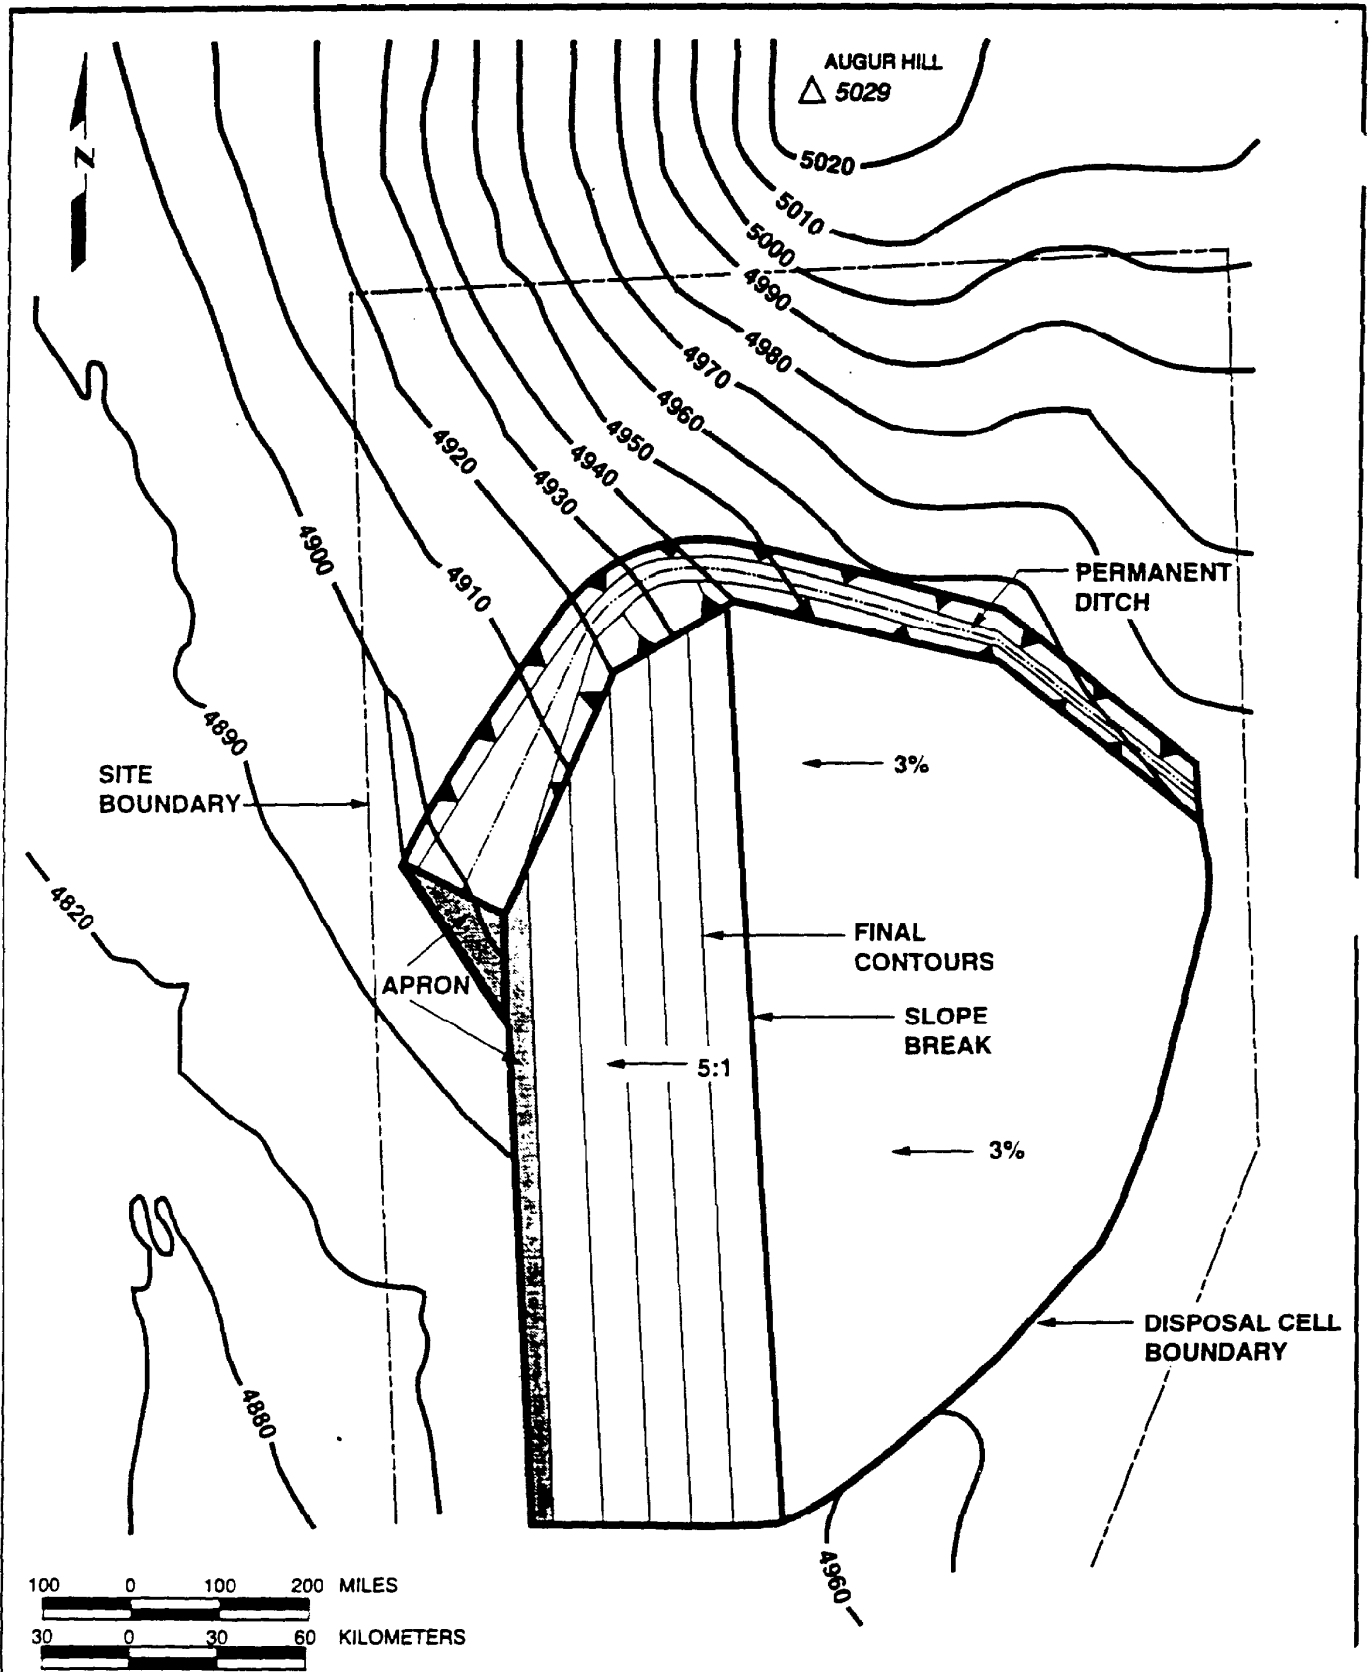 AUGUR HILL
5029
N
5020
5010
5000
4990
4980
4970
4960
4950
4940
4930
4920
4910
4900
4890
4820
4880
PERMANENT
DITCH
SITE
BOUNDARY
3%
FINAL
CONTOURS
APRON
SLOPE
BREAK
5:1
3%
DISPOSAL CELL
BOUNDARY
4960
100 0 100 200 MILES
30 0 30 60 KILOMETERS